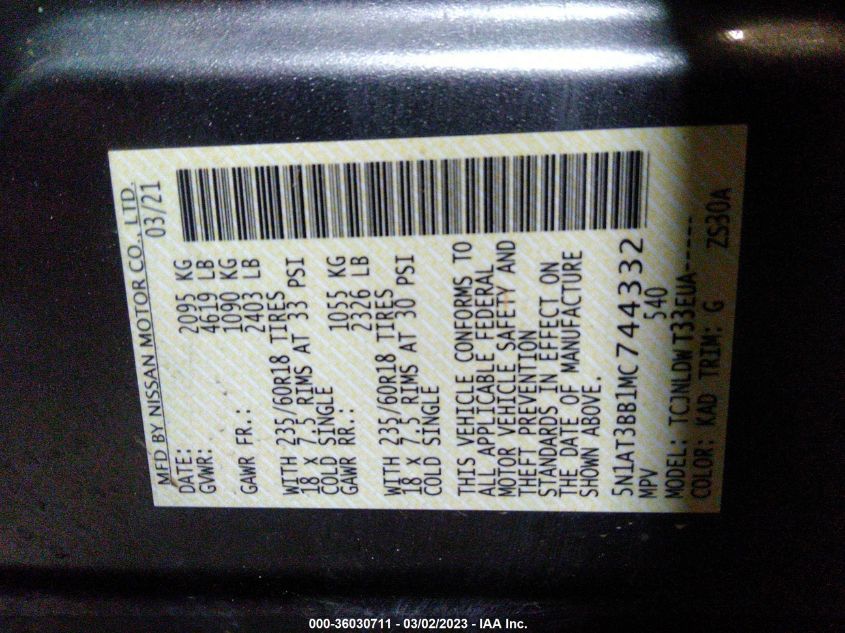 MFD BY NISSAN MOTOR CO., LTD.
DATE: 03/21
GVWR: 2095 KG
4619 LB
GAWR FR.: 1090 KG
2403 LB
WITH 235/60R18 TIRES
18 x 7.5 RIMS AT 33 PSI
COLD SINGLE
GAWR RR.: 1055 KG
2326 LB
WITH 235/60R18 TIRES
18 x 7.5 RIMS AT 30 PSI
COLD SINGLE
THIS VEHICLE CONFORMS TO
ALL APPLICABLE FEDERAL
MOTOR VEHICLE SAFETY AND
THEFT PREVENTION
STANDARDS IN EFFECT ON
THE DATE OF MANUFACTURE
SHOWN ABOVE.
5N1AT3BB1MC744332
MPV 540
MODEL: TCJNLDW T33EUA-----
COLOR: KAD TRIM: G ZS30A
000-36030711 - 03/02/2023 - IAA Inc.